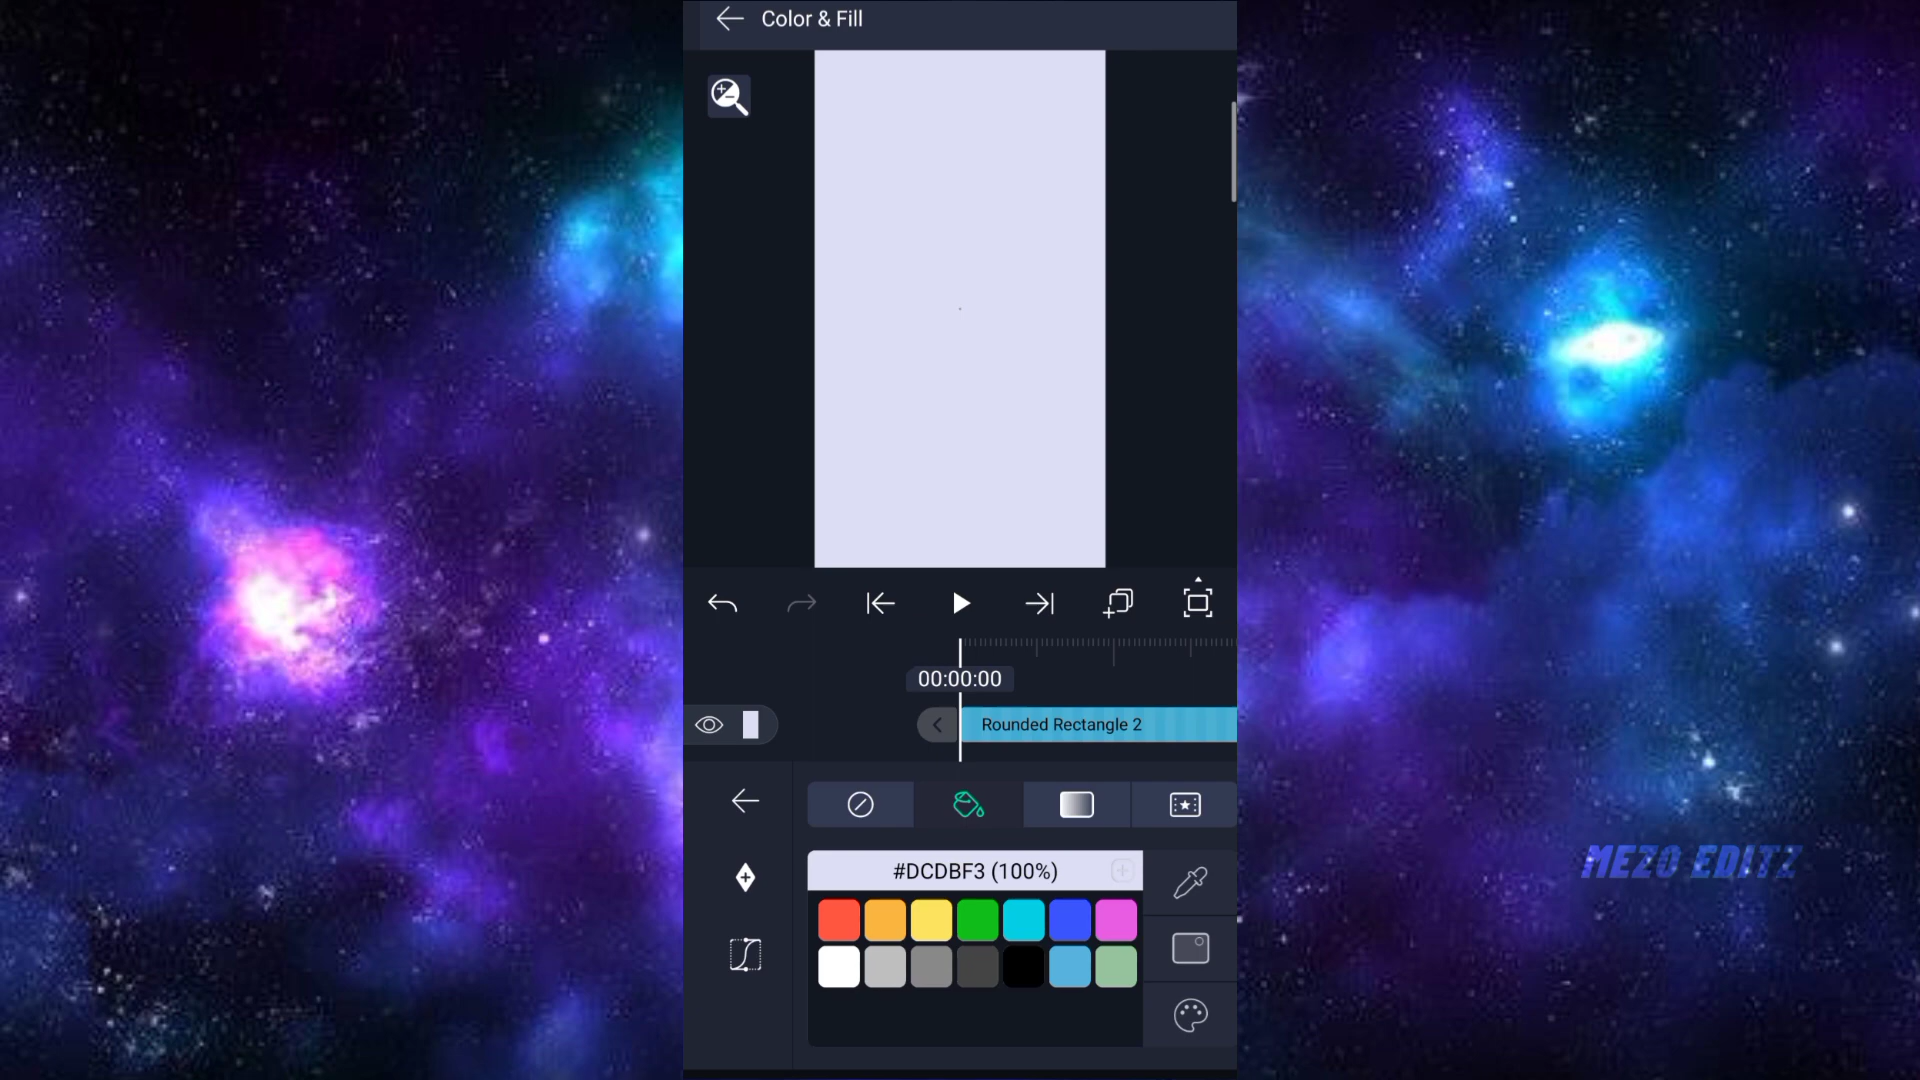 Color & Fill
00:00:00
Rounded Rectangle 2
#DCDBF3 (100%)
MEZO EDITZ